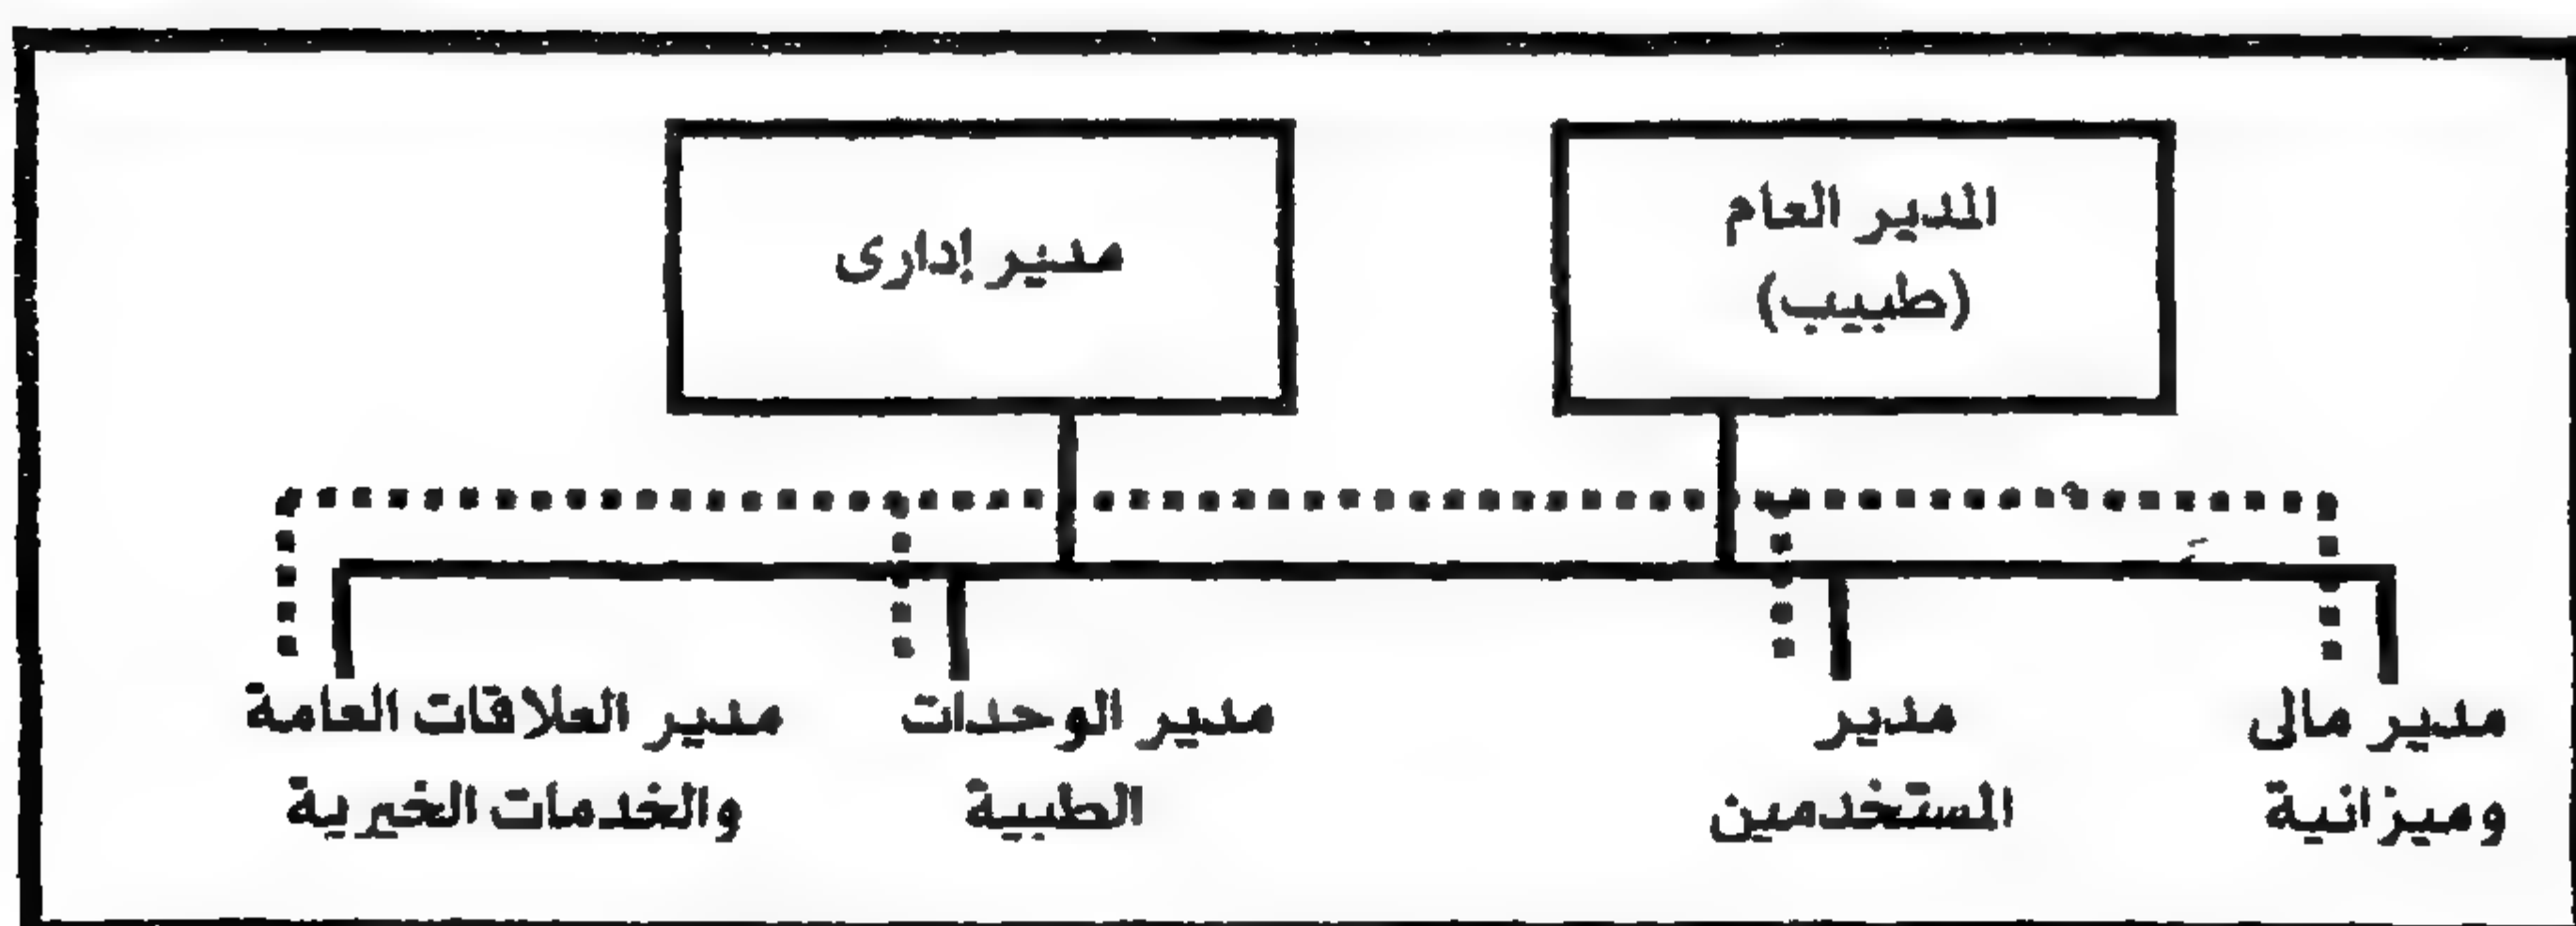 المدير العام
(طبيب)
مدير إدارى
مدير مالى
وميزانية
مدير
المستخدمين
مدير الوحدات
الطبية
مدير العلاقات العامة
والخدمات الخيرية